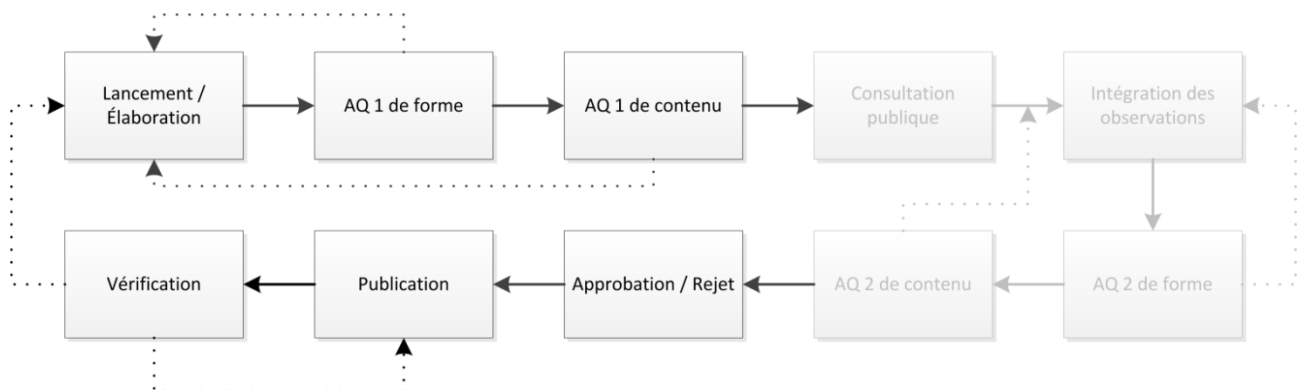 Lancement /
Élaboration
AQ 1 de forme
AQ 1 de contenu
Consultation
publique
Intégration des
observations
Vérification
Publication
Approbation / Rejet
AQ 2 de contenu
AQ 2 de forme